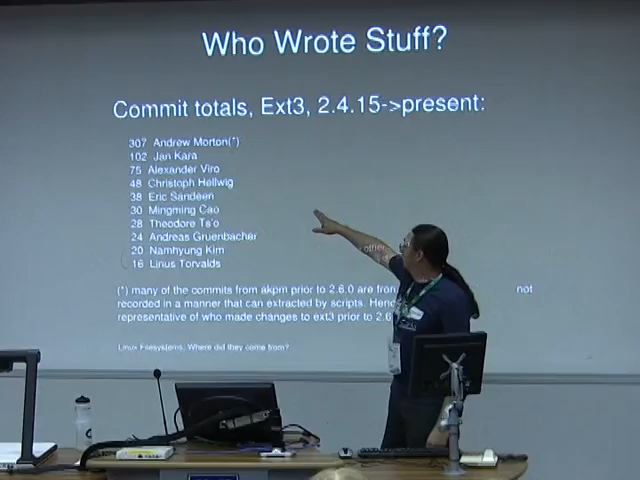 Who Wrote Stuff?
Commit totals, Ext3, 2.4.15->present:
307 Andrew Morton(*)
102 Jan Kara
75 Alexander Viro
48 Christoph Hellwig
38 Eric Sandeen
30 Mingming Cao
28 Theodore Ts'o
24 Andreas Gruenbacher
20 Namhyung Kim
16 Linus Torvalds
other
(*) many of the commits from akpm prior to 2.6.0 are from not
recorded in a manner that can extracted by scripts. Hence
representative of who made changes to ext3 prior to 2.6
Linux Filesystems: Where did they come from?